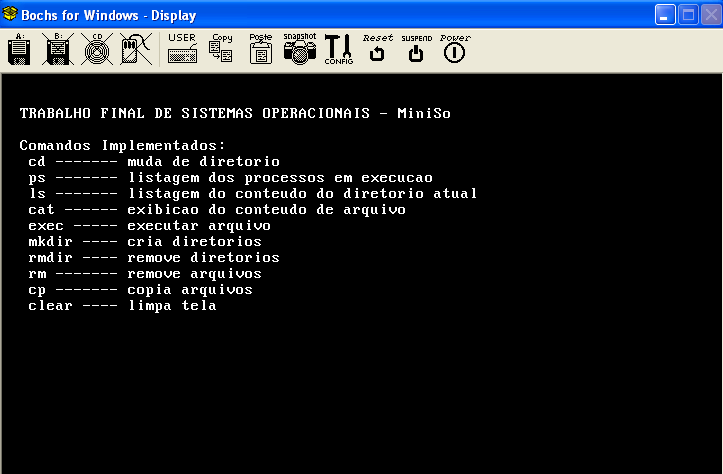 Bochs for Windows - Display
A: B: CD USER Copy Paste snapshot CONFIG Reset SUSPEND Power
TRABALHO FINAL DE SISTEMAS OPERACIONAIS - MiniSo
Comandos Implementados:
cd ------- muda de diretorio
ps ------- listagem dos processos em execucao
ls ------- listagem do conteudo do diretorio atual
cat ------ exibicao do conteudo de arquivo
exec ----- executar arquivo
mkdir ---- cria diretorios
rmdir ---- remove diretorios
rm ------- remove arquivos
cp ------- copia arquivos
clear ---- limpa tela